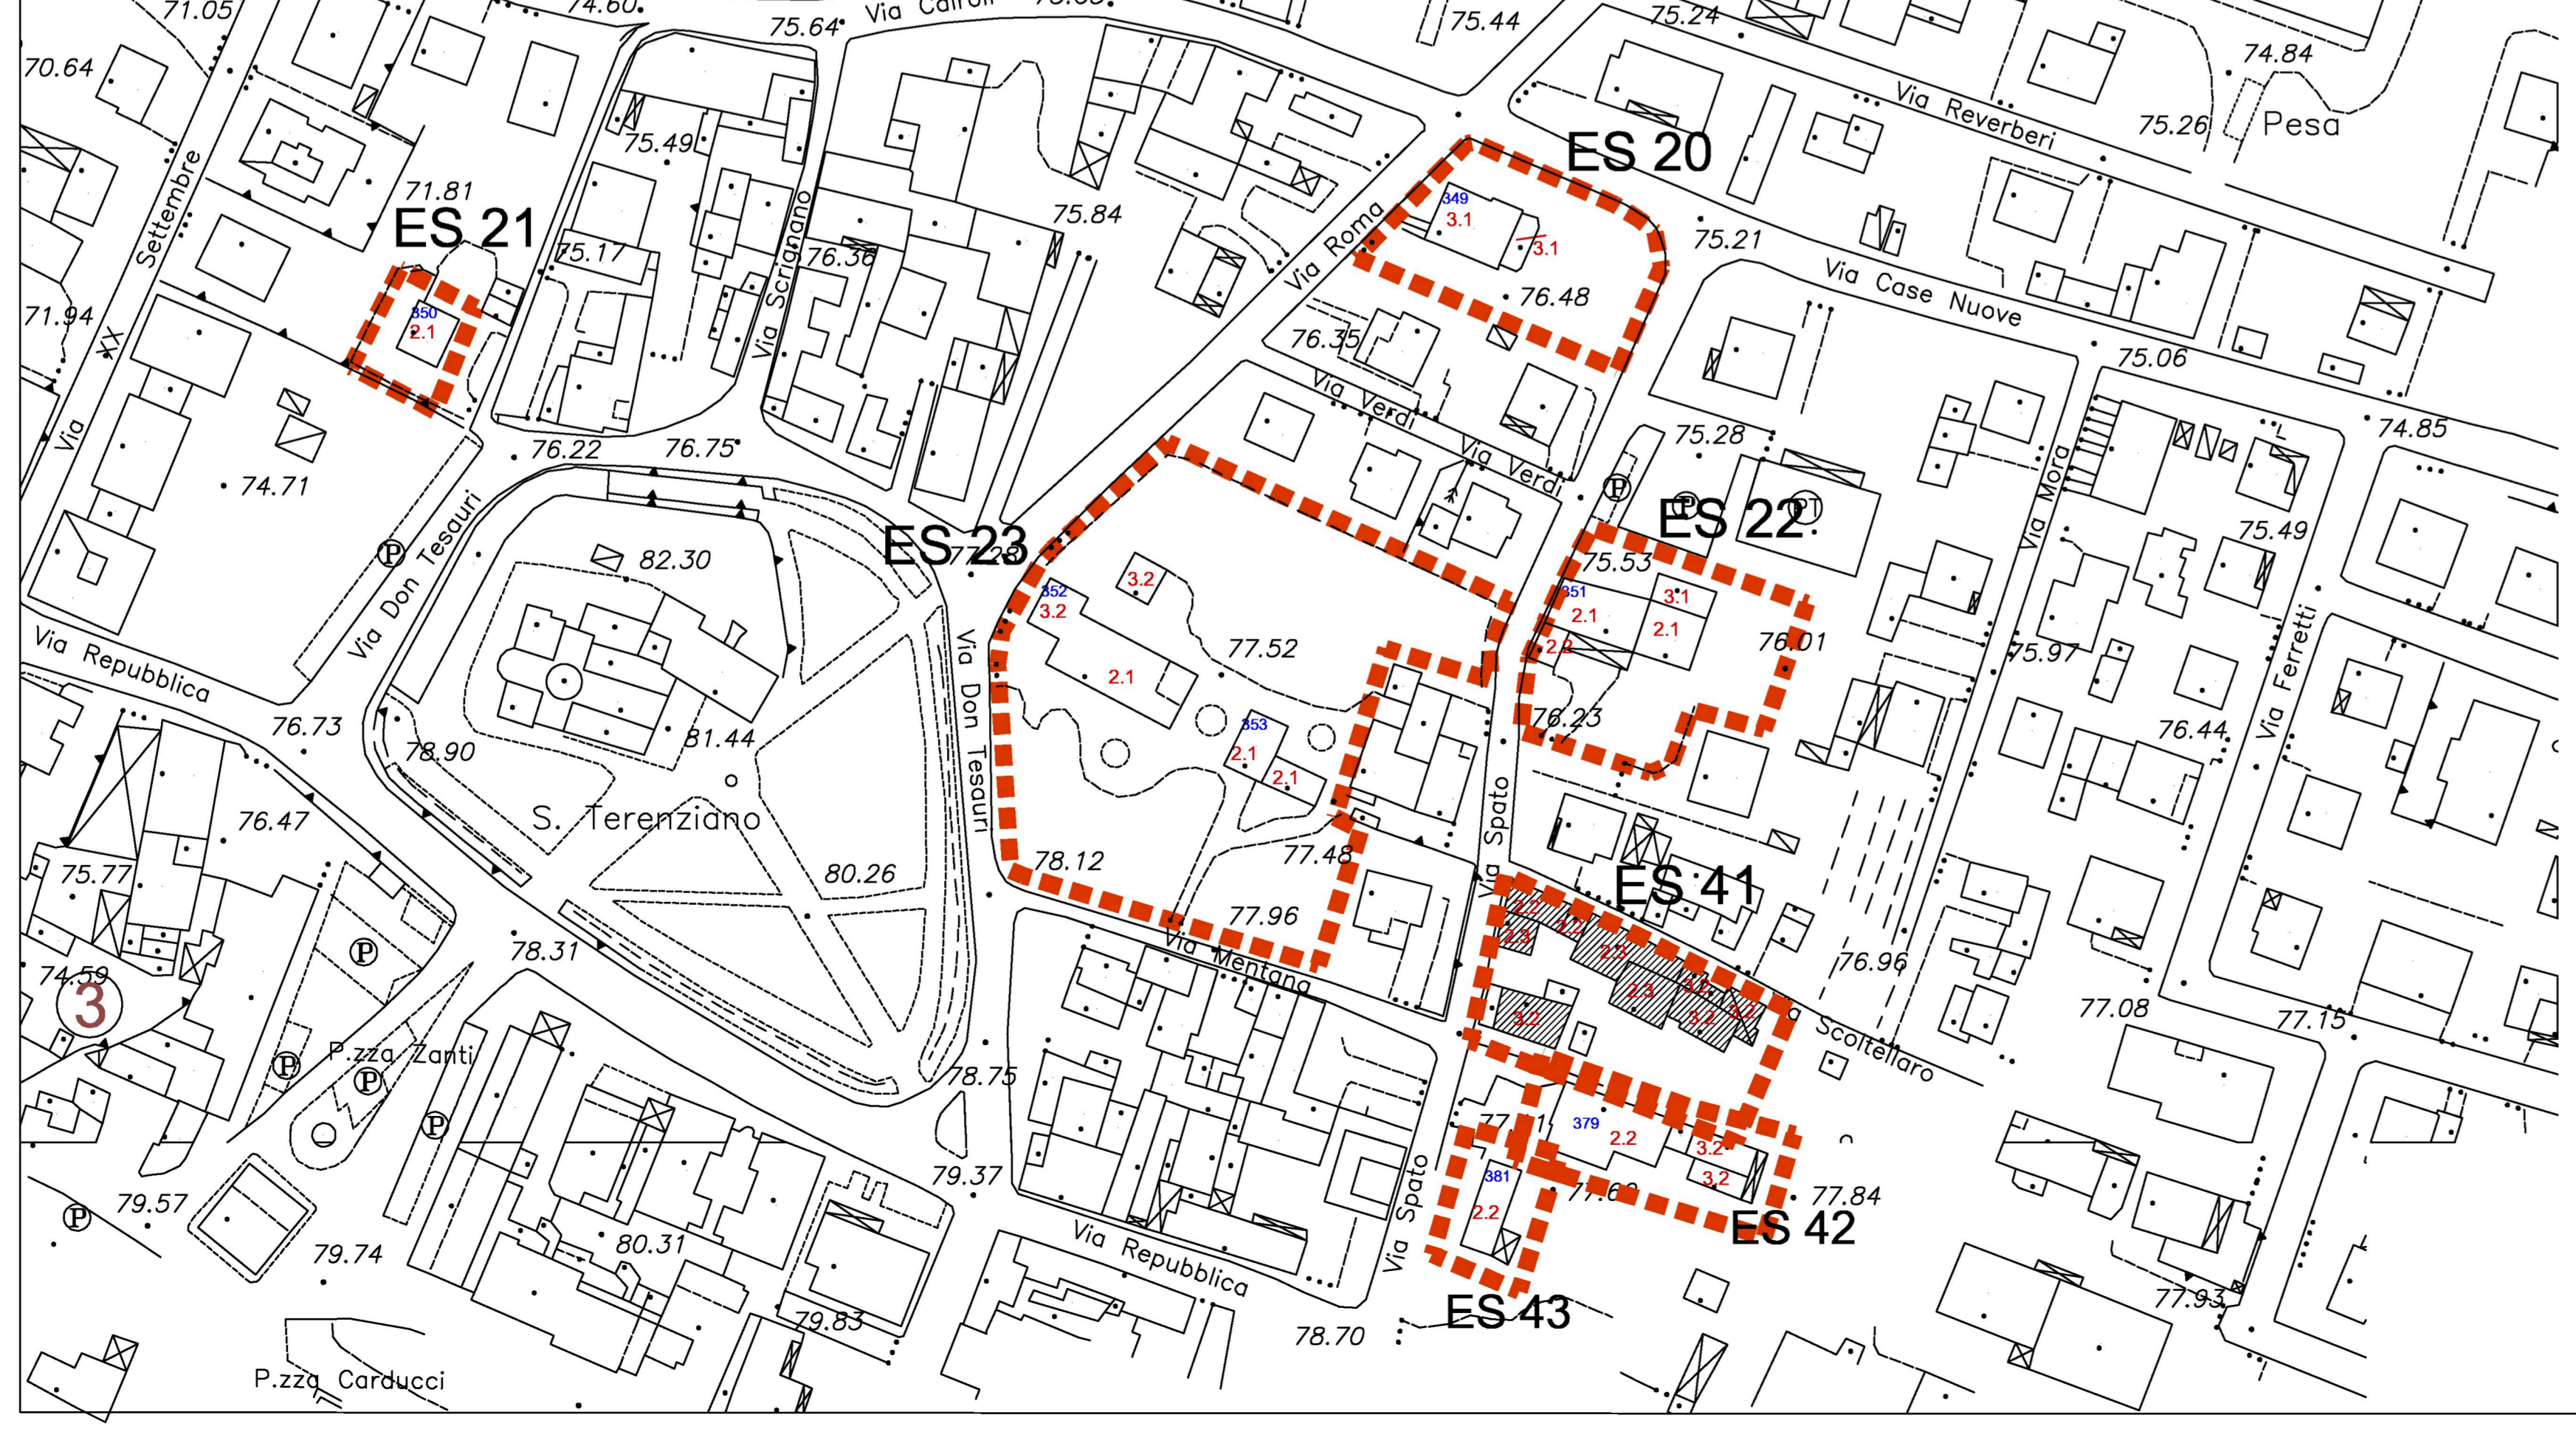 71.05
74.60
75.64
Via Cairoli
75.44
75.24
74.84
70.64
Via Reverberi
75.26
Pesa
75.49
ES 20
71.81
ES 21
75.84
349
3.1
3.1
75.21
75.17
Via Scrignano
76.36
Via Roma
76.48
Via Case Nuove
Via XX Settembre
71.94
350
2.1
76.35
75.06
Via Verdi
Via Verdi
75.28
74.85
76.22
76.75
74.71
P
P
PT
ES 22
Via Mora
75.49
P
Via Don Tesauri
82.30
ES 23
77.28
75.53
352
3.2
3.2
351
2.1
3.1
2.1
2.2
76.01
75.97
Via Ferretti
Via Repubblica
Via Don Tesauri
77.52
2.1
76.73
78.90
81.44
353
2.1
2.1
76.23
76.44
S. Terenziano
76.47
Via Spato
75.77
80.26
78.12
77.48
ES 41
77.96
2.2
2.2
2.3
2.3
Via Mentana
78.31
P
74.59
3
76.96
2.3
3.2
3.2
3.2
3.2
Via Scoltellaro
77.08
77.15
P.zza Zanti
P
P
P
78.75
379
2.2
3.2
3.2
79.37
381
2.2
77.84
ES 42
79.57
P
79.74
80.31
Via Repubblica
Via Spato
ES 43
77.93
79.83
78.70
P.zza Carducci